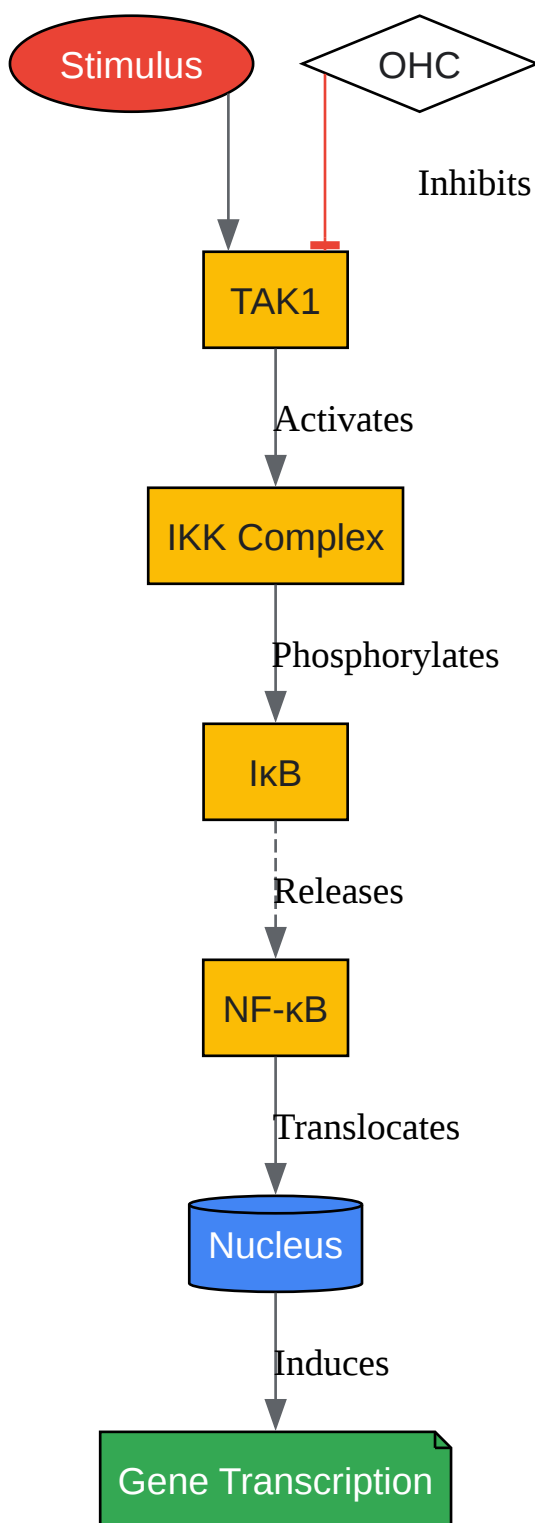 Stimulus
OHC
Inhibits
TAK1
Activates
IKK Complex
Phosphorylates
IκB
Releases
NF-κB
Translocates
Nucleus
Induces
Gene Transcription